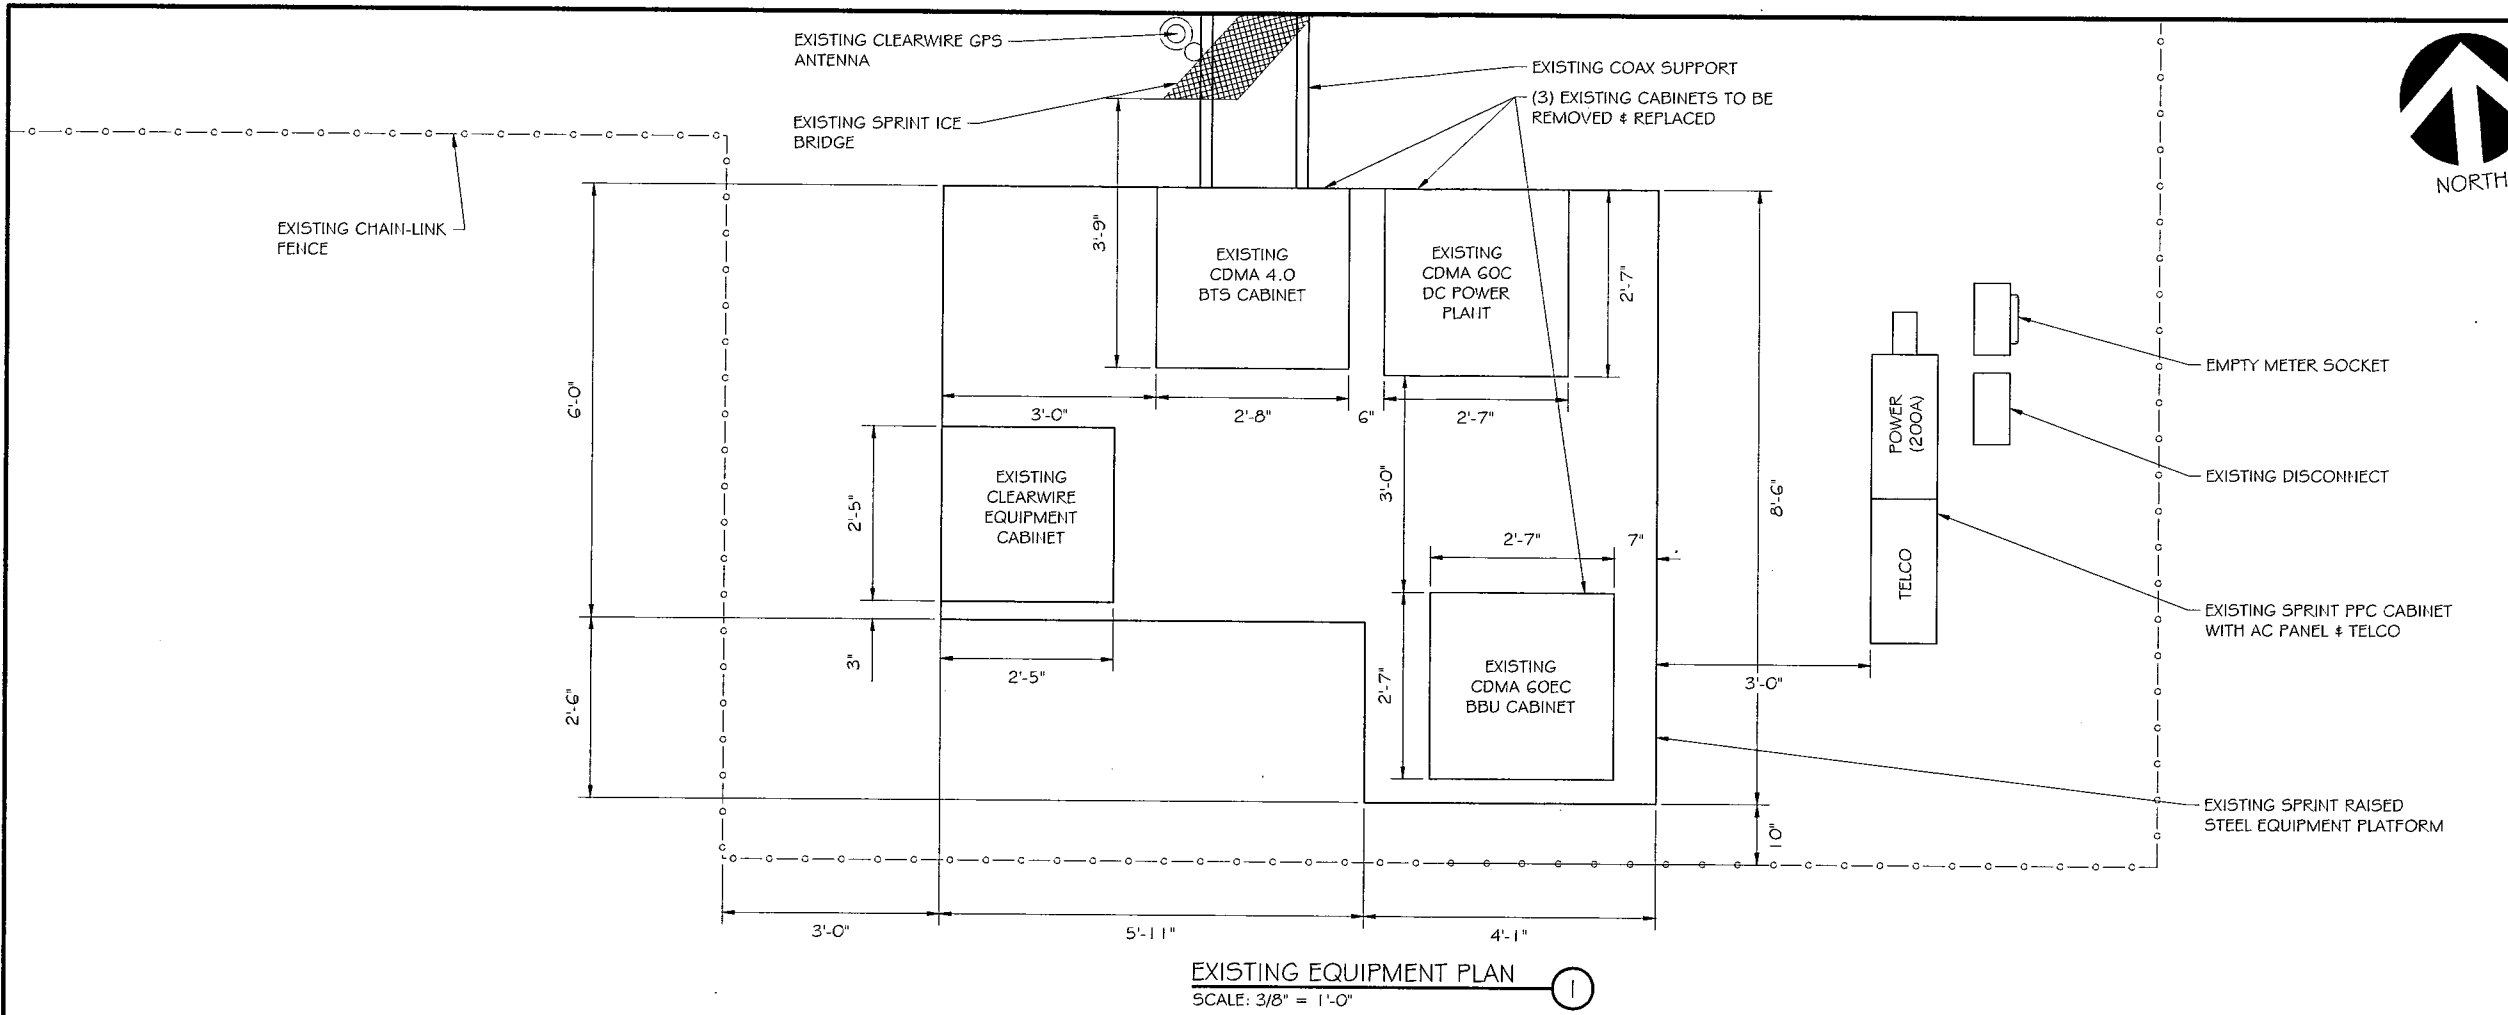 EXISTING CLEARWIRE GPS
ANTENNA
EXISTING SPRINT ICE
BRIDGE
EXISTING COAX SUPPORT
(3) EXISTING CABINETS TO BE
REMOVED & REPLACED
NORTH
EXISTING CHAIN-LINK
FENCE
3'-9"
EXISTING
CDMA 4.0
BTS CABINET
EXISTING
CDMA 60C
DC POWER
PLANT
2'-7"
6'-0"
3'-0"
2'-8"
6"
2'-7"
EMPTY METER SOCKET
POWER
(200A)
EXISTING DISCONNECT
2'-5"
EXISTING
CLEARWIRE
EQUIPMENT
CABINET
3'-0"
8'-6"
2'-7"
7"
TELCO
EXISTING SPRINT PPC CABINET
WITH AC PANEL & TELCO
3"
2'-5"
2'-6"
2'-7"
EXISTING
CDMA 60EC
BBU CABINET
3'-0"
EXISTING SPRINT RAISED
STEEL EQUIPMENT PLATFORM
10"
3'-0"
5'-11"
4'-1"
EXISTING EQUIPMENT PLAN
1
SCALE: 3/8" = 1'-0"